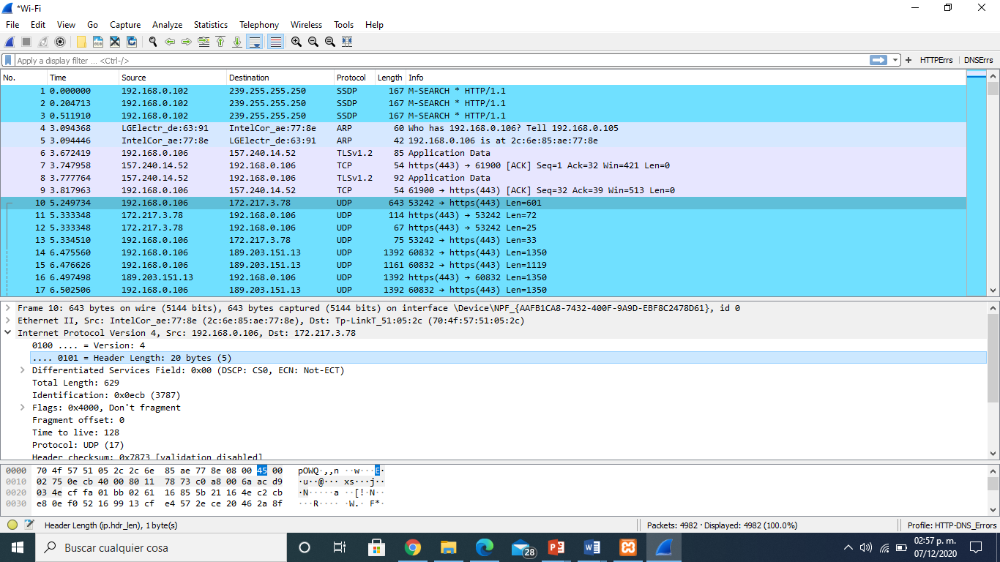 *Wi-Fi
File Edit View Go Capture Analyze Statistics Telephony Wireless Tools Help
Apply a display filter ... <Ctrl-/> HTTPErrs DNSErrs
No. Time Source Destination Protocol Length Info
1 0.000000 192.168.0.102 239.255.255.250 SSDP 167 M-SEARCH * HTTP/1.1
2 0.204713 192.168.0.102 239.255.255.250 SSDP 167 M-SEARCH * HTTP/1.1
3 0.511910 192.168.0.102 239.255.255.250 SSDP 167 M-SEARCH * HTTP/1.1
4 3.094368 LGElectr_de:63:91 IntelCor_ae:77:8e ARP 60 Who has 192.168.0.106? Tell 192.168.0.105
5 3.094446 IntelCor_ae:77:8e LGElectr_de:63:91 ARP 42 192.168.0.106 is at 2c:6e:85:ae:77:8e
6 3.672419 192.168.0.106 157.240.14.52 TLSv1.2 85 Application Data
7 3.747958 157.240.14.52 192.168.0.106 TCP 54 https(443) → 61900 [ACK] Seq=1 Ack=32 Win=421 Len=0
8 3.777764 157.240.14.52 192.168.0.106 TLSv1.2 92 Application Data
9 3.817963 192.168.0.106 157.240.14.52 TCP 54 61900 → https(443) [ACK] Seq=32 Ack=39 Win=513 Len=0
10 5.249734 192.168.0.106 172.217.3.78 UDP 643 53242 → https(443) Len=601
11 5.333348 172.217.3.78 192.168.0.106 UDP 114 https(443) → 53242 Len=72
12 5.333348 172.217.3.78 192.168.0.106 UDP 67 https(443) → 53242 Len=25
13 5.334510 192.168.0.106 172.217.3.78 UDP 75 53242 → https(443) Len=33
14 6.475560 192.168.0.106 189.203.151.13 UDP 1392 60832 → https(443) Len=1350
15 6.476626 192.168.0.106 189.203.151.13 UDP 1161 60832 → https(443) Len=1119
16 6.497498 189.203.151.13 192.168.0.106 UDP 1392 https(443) → 60832 Len=1350
17 6.502506 192.168.0.106 189.203.151.13 UDP 1392 60832 → https(443) Len=1350
Frame 10: 643 bytes on wire (5144 bits), 643 bytes captured (5144 bits) on interface \Device\NPF_{AAFB1CA8-7432-400F-9A9D-EBF8C2478D61}, id 0
Ethernet II, Src: IntelCor_ae:77:8e (2c:6e:85:ae:77:8e), Dst: Tp-LinkT_51:05:2c (70:4f:57:51:05:2c)
Internet Protocol Version 4, Src: 192.168.0.106, Dst: 172.217.3.78
0100 .... = Version: 4
.... 0101 = Header Length: 20 bytes (5)
Differentiated Services Field: 0x00 (DSCP: CS0, ECN: Not-ECT)
Total Length: 629
Identification: 0x0ecb (3787)
Flags: 0x4000, Don't fragment
Fragment offset: 0
Time to live: 128
Protocol: UDP (17)
Header checksum: 0x7873 [validation disabled]
0000 70 4f 57 51 05 2c 2c 6e 85 ae 77 8e 08 00 45 00 pOWQ·,,n ··w···E·
0010 02 75 0e cb 40 00 80 11 78 73 c0 a8 00 6a ac d9 ·u··@··· xs···j··
0020 03 4e cf fa 01 bb 02 61 16 85 5b 21 16 4e c2 cb ·N·····a ··[!·N··
0030 e8 0e f0 52 16 99 13 cf e4 57 2e ce 20 46 2a 8f ···R···· ·W.· F*·
Header Length (ip.hdr_len), 1 byte(s) Packets: 4982 · Displayed: 4982 (100.0%) Profile: HTTP-DNS_Errors
Buscar cualquier cosa 28 02:57 p. m.
07/12/2020